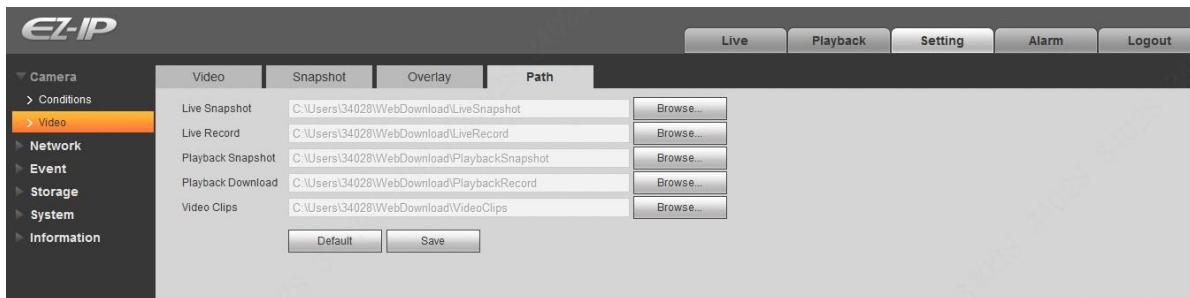 EZ-IP
Live Playback Setting Alarm Logout
Camera
Conditions
Video
Network
Event
Storage
System
Information
Video Snapshot Overlay Path
Live Snapshot C:\Users\34028\WebDownload\LiveSnapshot Browse...
Live Record C:\Users\34028\WebDownload\LiveRecord Browse...
Playback Snapshot C:\Users\34028\WebDownload\PlaybackSnapshot Browse...
Playback Download C:\Users\34028\WebDownload\PlaybackRecord Browse...
Video Clips C:\Users\34028\WebDownload\VideoClips Browse...
Default Save